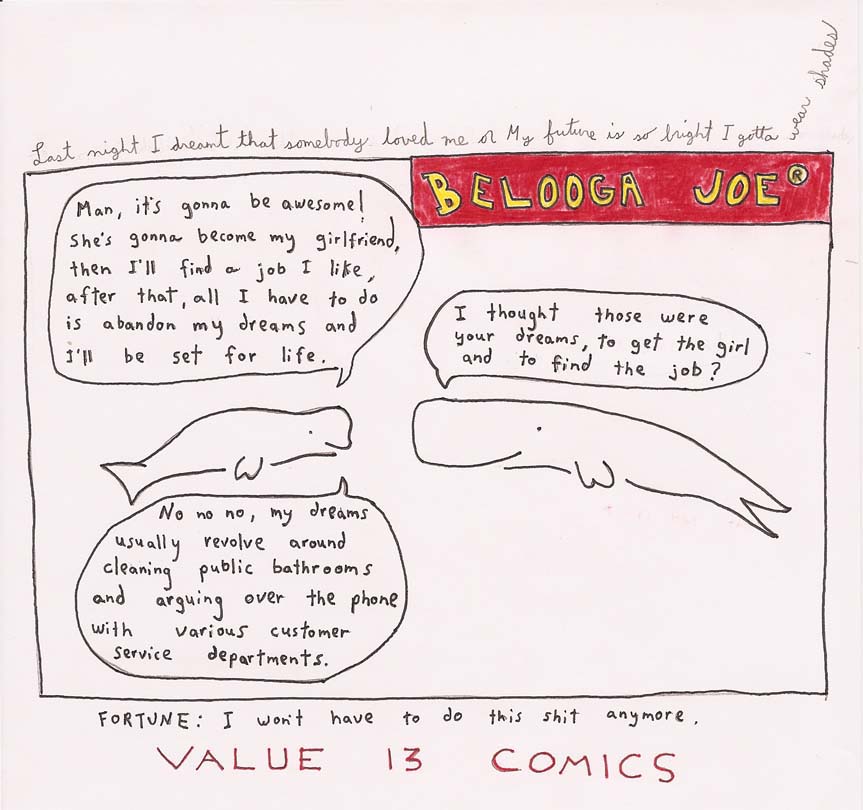 Last night I dreamt that somebody loved me or My future is so bright I gotta wear shades
BELOOGA JOE®
Man, it's gonna be awesome!
She's gonna become my girlfriend,
then I'll find a job I like,
after that, all I have to do
is abandon my dreams and
I'll be set for life.
I thought those were
your dreams, to get the girl
and to find the job?
No no no, my dreams
usually revolve around
cleaning public bathrooms
and arguing over the phone
with various customer
service departments.
FORTUNE: I won't have to do this shit anymore.
VALUE 13 COMICS